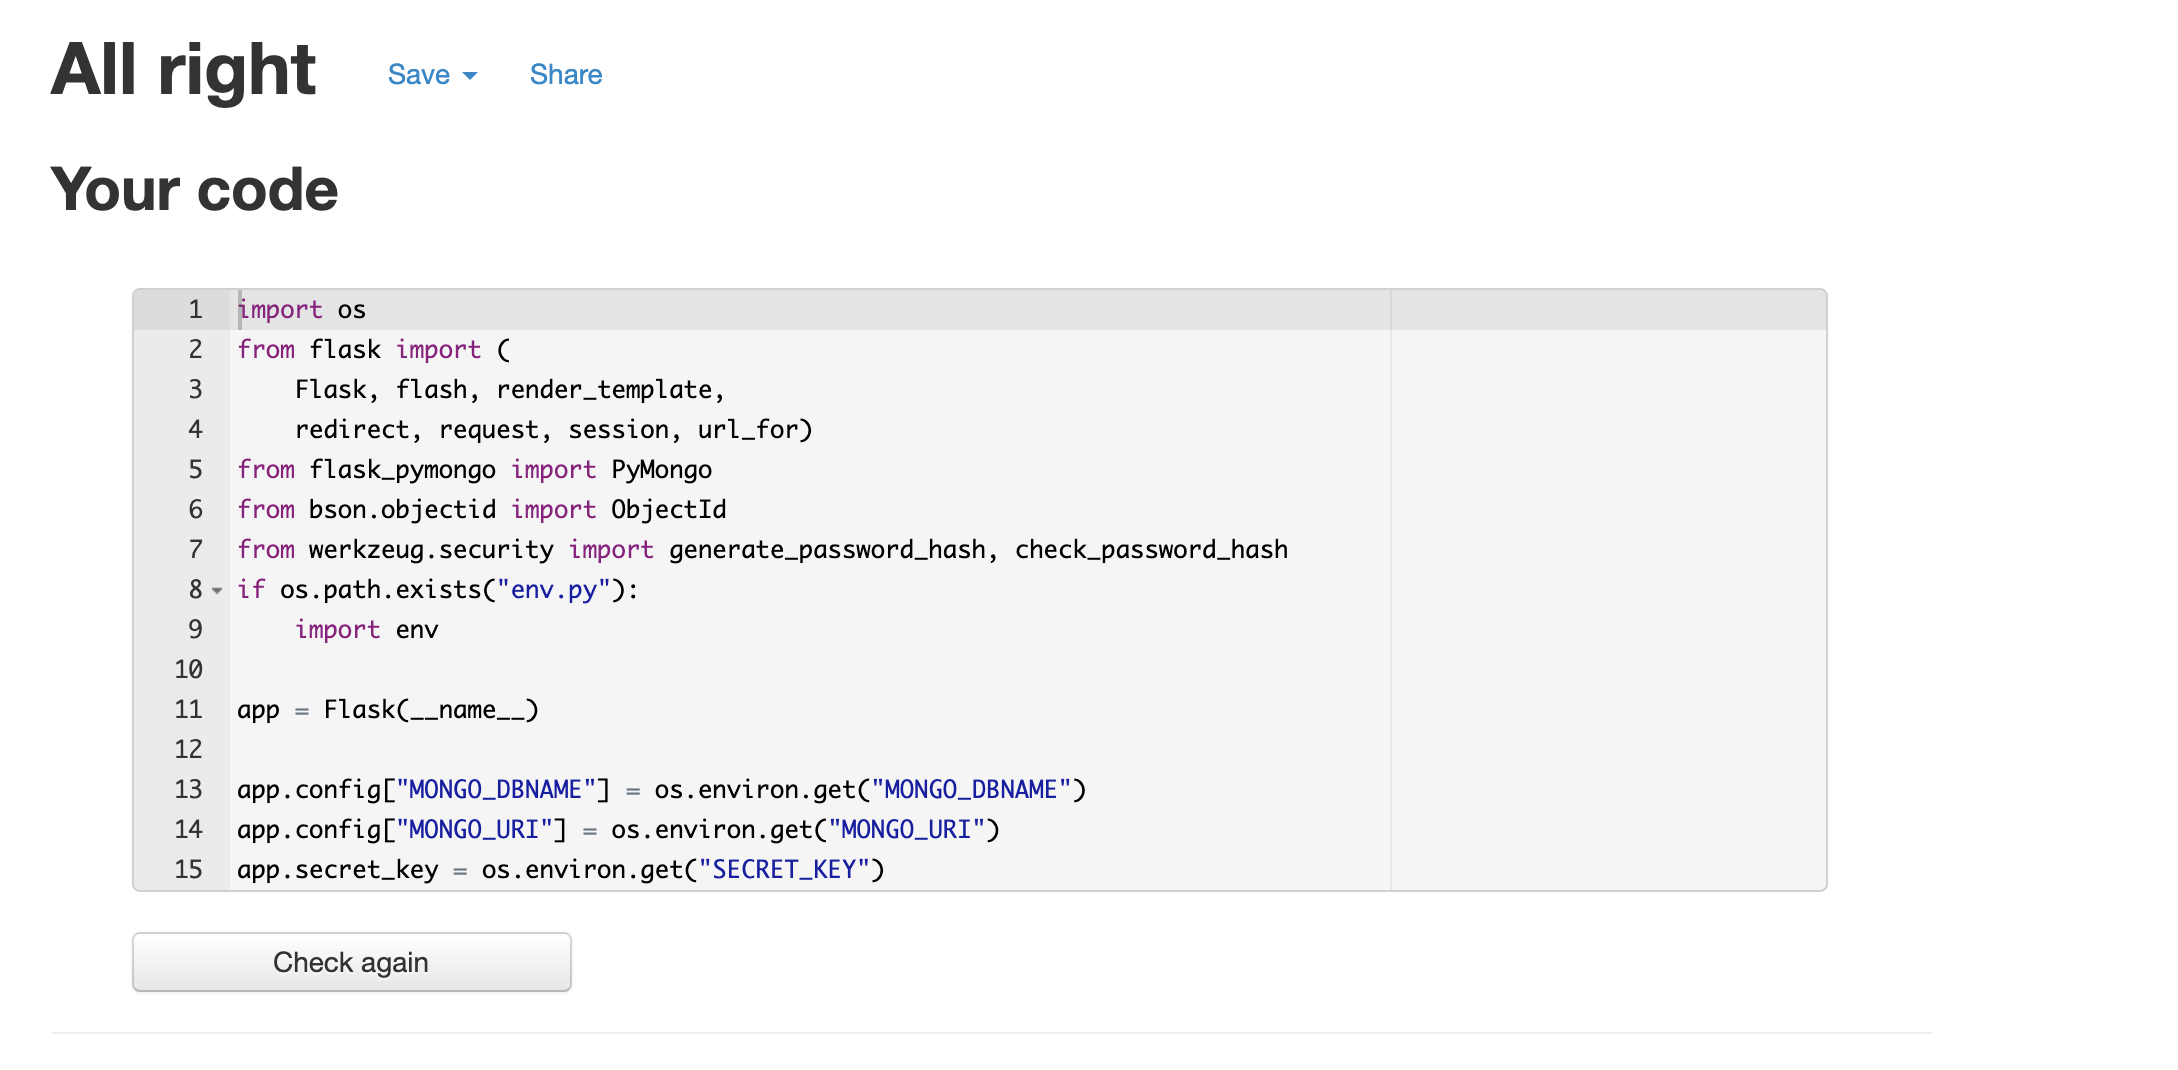 All right Save Share
Your code
1 import os
2 from flask import (
3     Flask, flash, render_template,
4     redirect, request, session, url_for)
5 from flask_pymongo import PyMongo
6 from bson.objectid import ObjectId
7 from werkzeug.security import generate_password_hash, check_password_hash
8 if os.path.exists("env.py"):
9     import env
10
11 app = Flask(__name__)
12
13 app.config["MONGO_DBNAME"] = os.environ.get("MONGO_DBNAME")
14 app.config["MONGO_URI"] = os.environ.get("MONGO_URI")
15 app.secret_key = os.environ.get("SECRET_KEY")
Check again